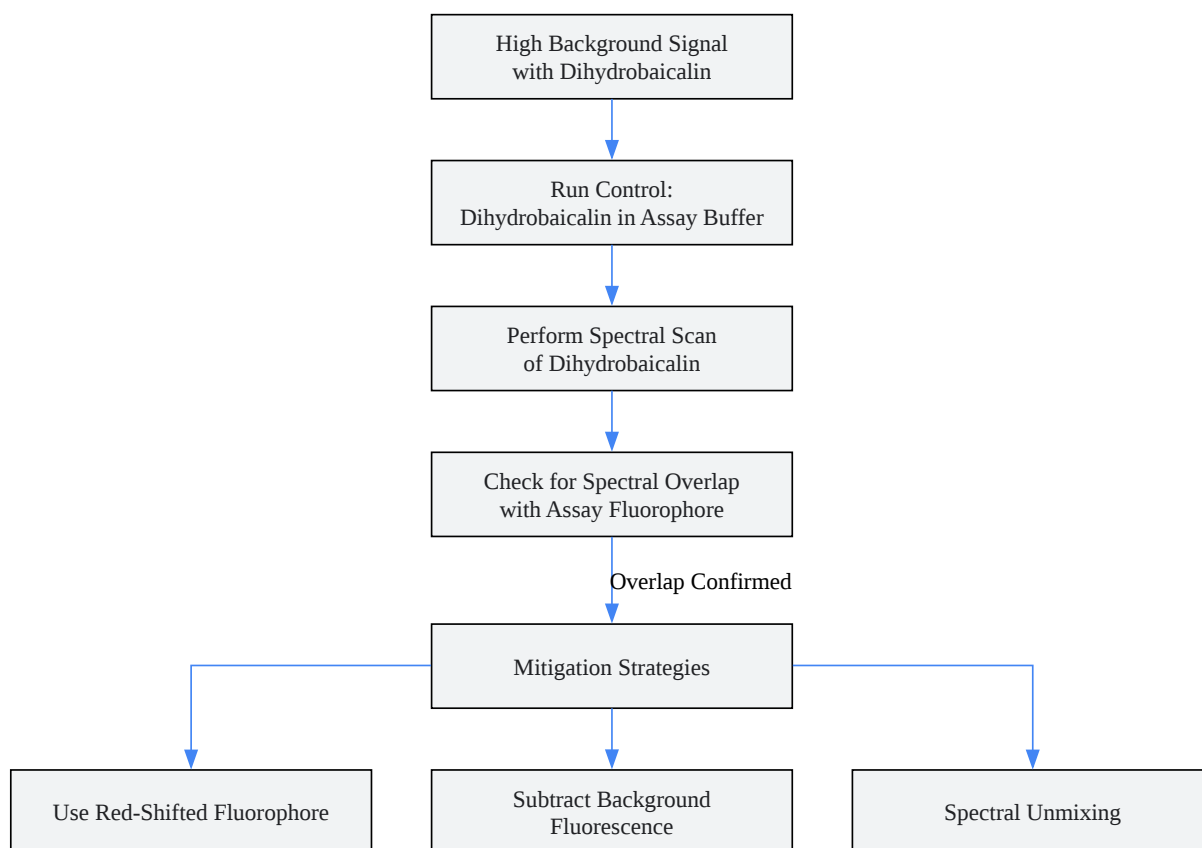 High Background Signal
with Dihydrobaicalin
Run Control:
Dihydrobaicalin in Assay Buffer
Perform Spectral Scan
of Dihydrobaicalin
Check for Spectral Overlap
with Assay Fluorophore
Overlap Confirmed
Mitigation Strategies
Use Red-Shifted Fluorophore
Subtract Background
Fluorescence
Spectral Unmixing